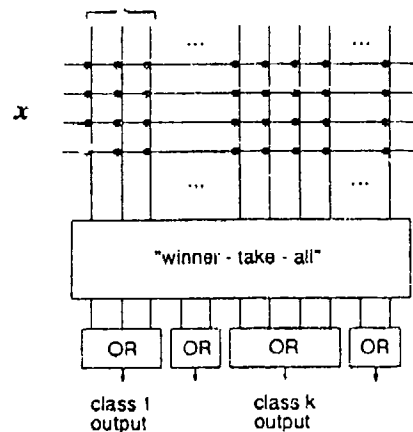 ... ...
x
... ...
"winner - take - all"
OR OR OR OR
class 1 class k
output output